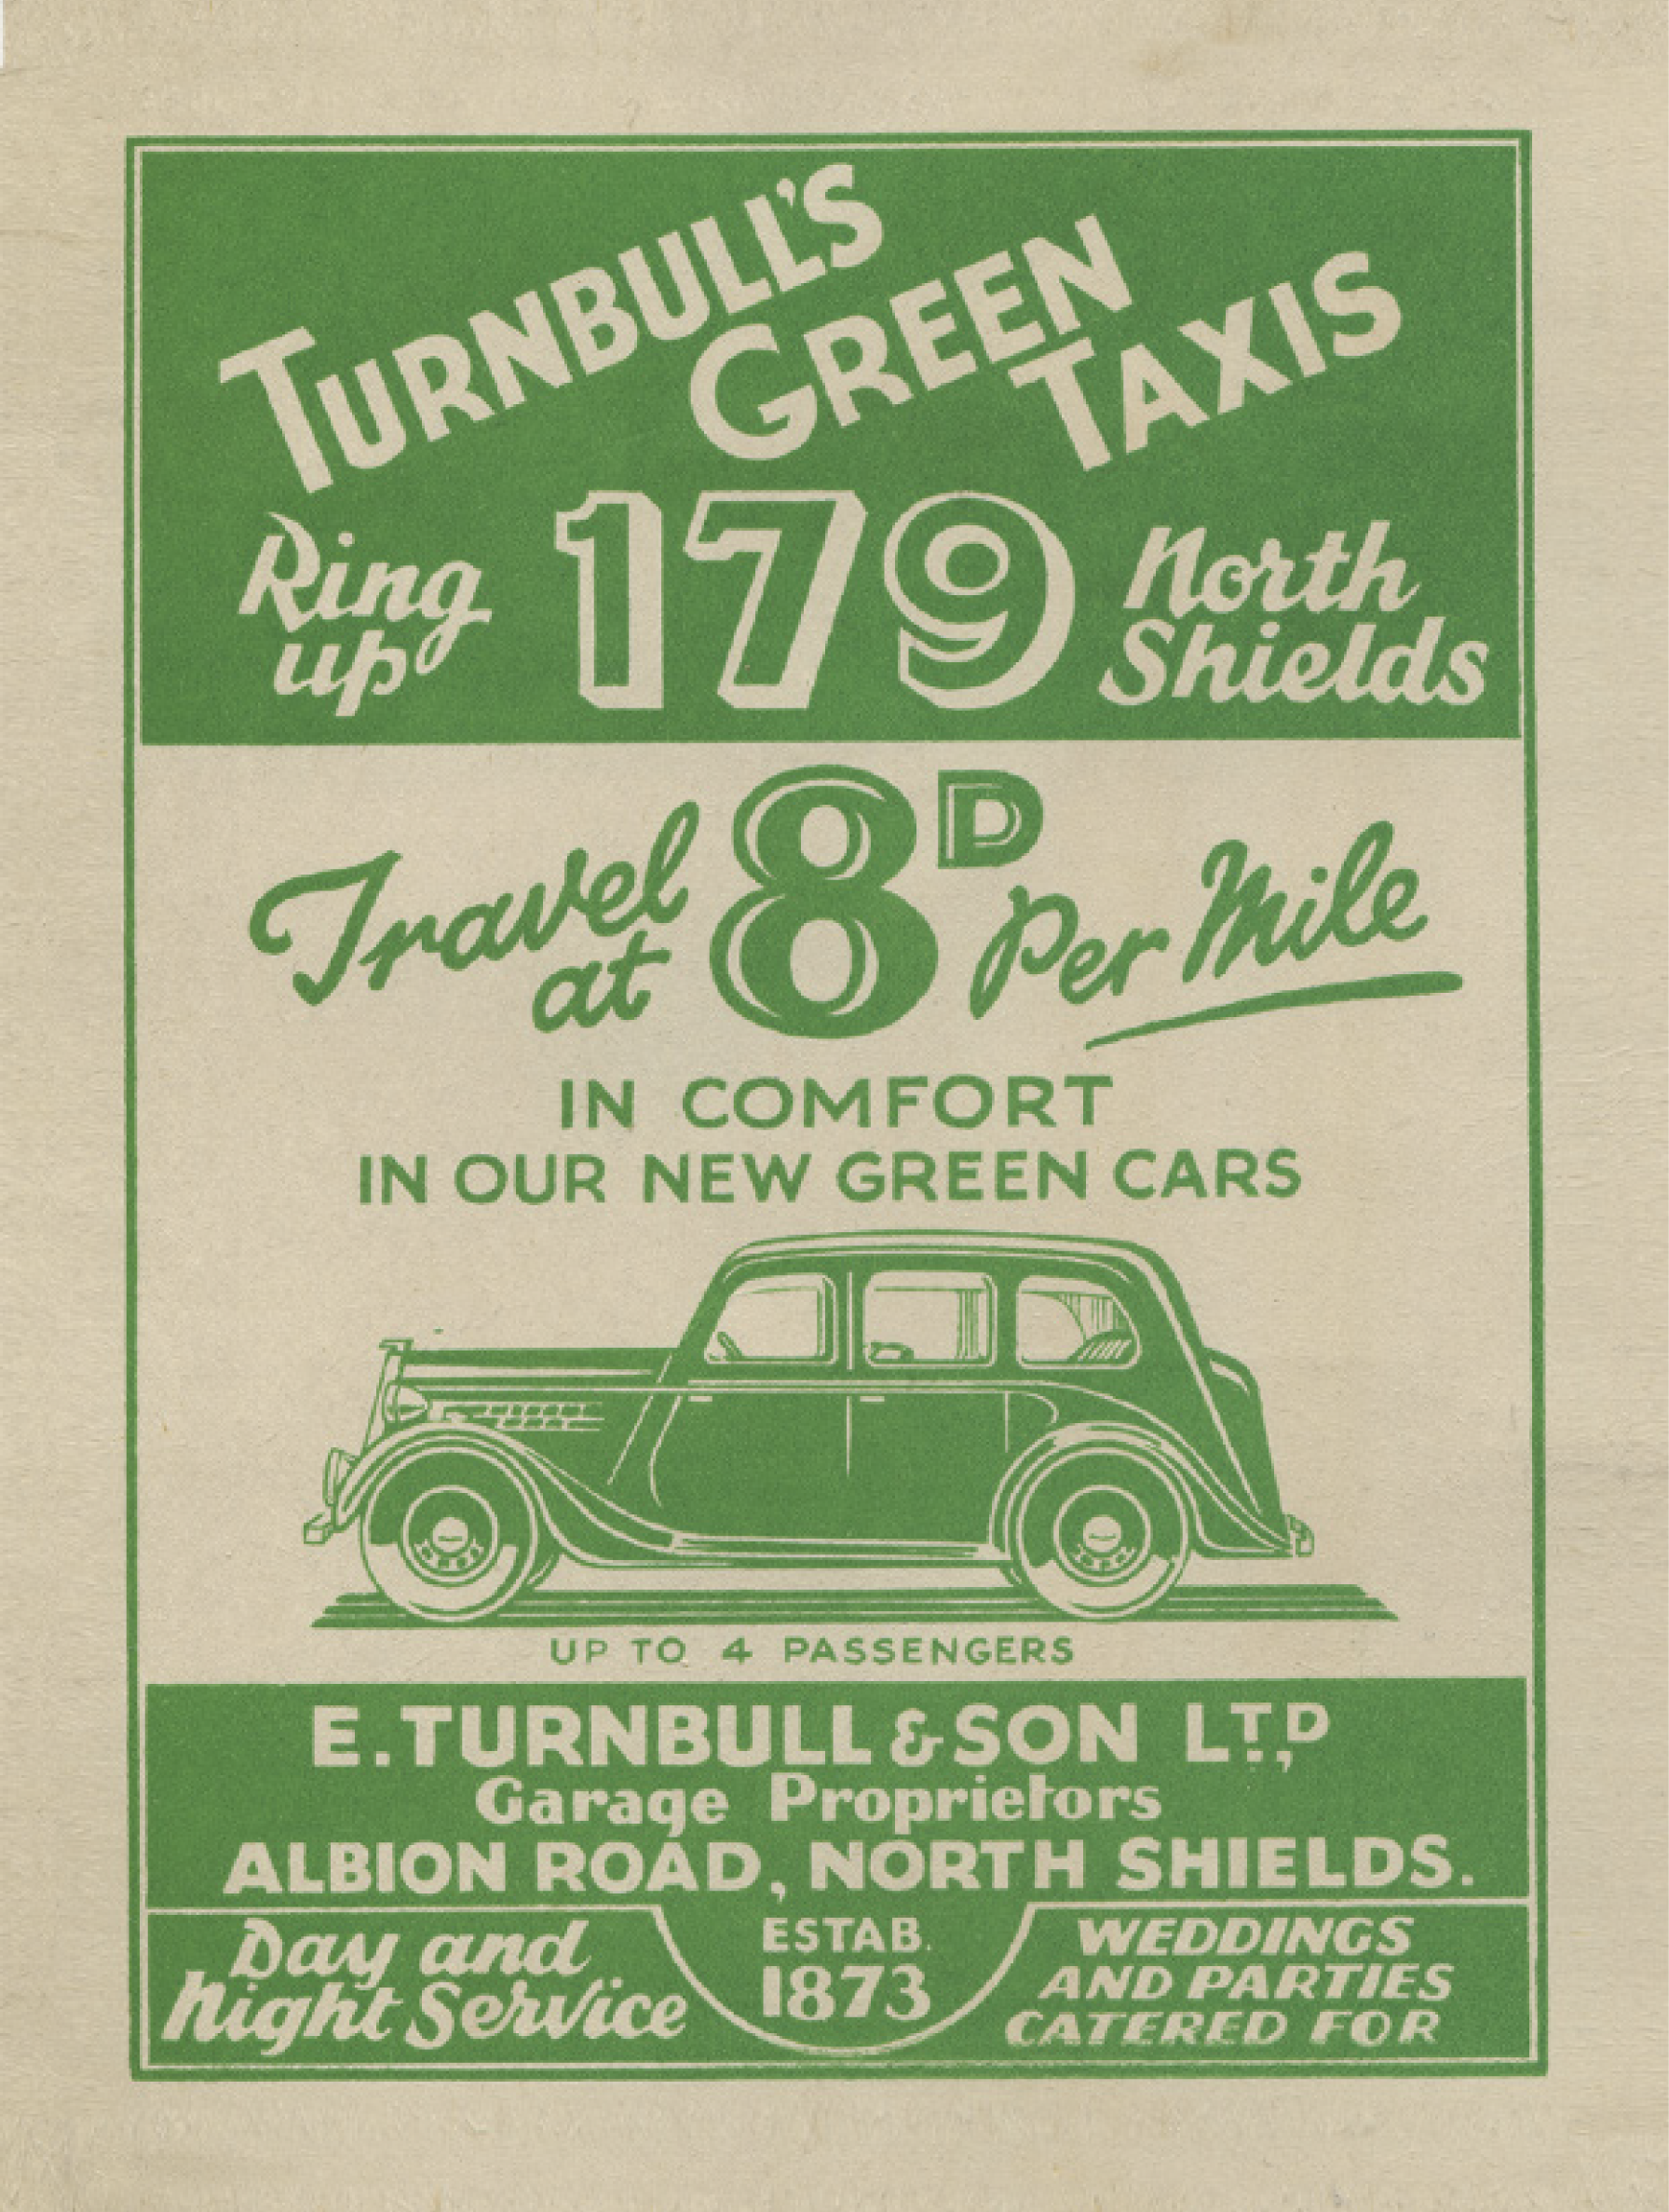 TURNBULL'S
GREEN
TAXIS
Ring up 179 North Shields
Travel at 8D Per Mile
IN COMFORT
IN OUR NEW GREEN CARS
UP TO 4 PASSENGERS
E. TURNBULL & SON LTD,
Garage Proprietors
ALBION ROAD, NORTH SHIELDS.
Day and
Night Service
ESTAB.
1873
WEDDINGS
AND PARTIES
CATERED FOR